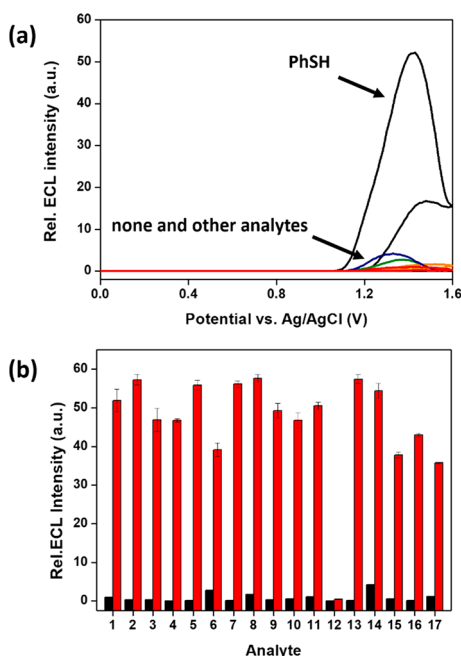 (a)
Rel. ECL intensity (a.u.)
60
50
40
30
20
10
0
PhSH
none and other analytes
0.0 0.4 0.8 1.2 1.6
Potential vs. Ag/AgCl (V)
(b)
Rel.ECL Intensity (a.u.)
60
50
40
30
20
10
0
1 2 3 4 5 6 7 8 9 10 11 12 13 14 15 16 17
Analyte